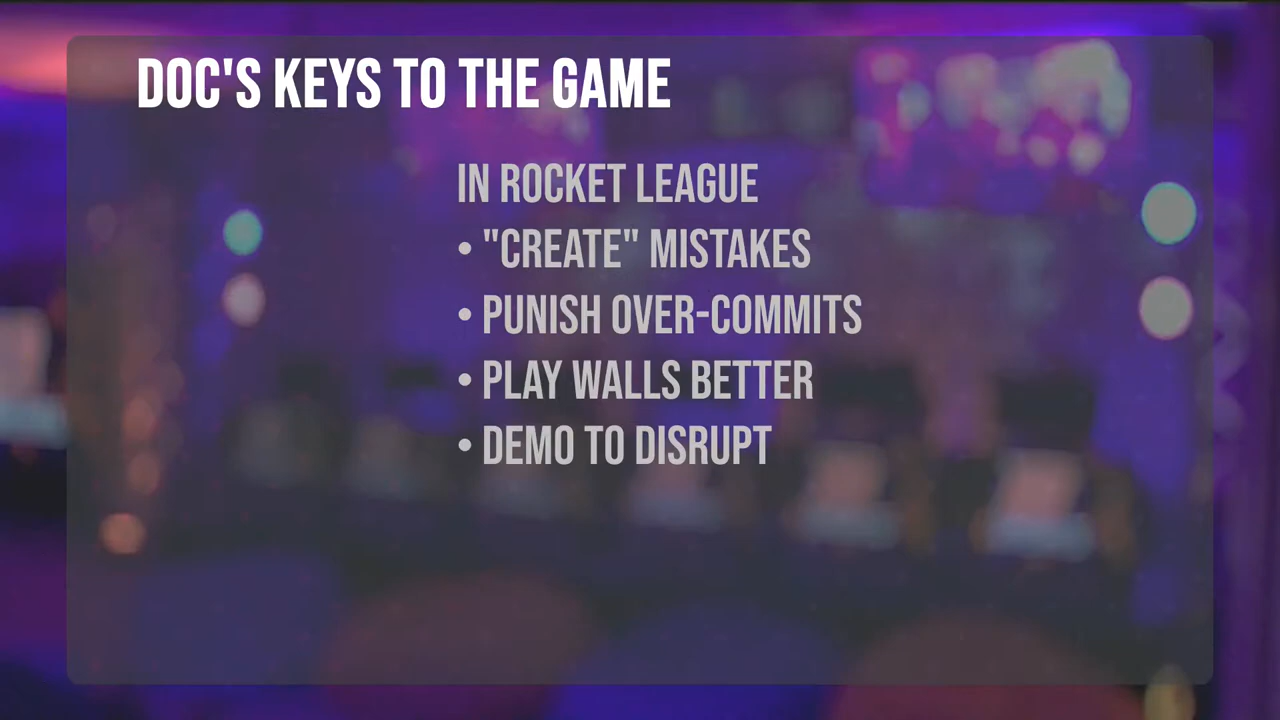 DOC'S KEYS TO THE GAME
IN ROCKET LEAGUE
• "CREATE" MISTAKES
• PUNISH OVER-COMMITS
• PLAY WALLS BETTER
• DEMO TO DISRUPT